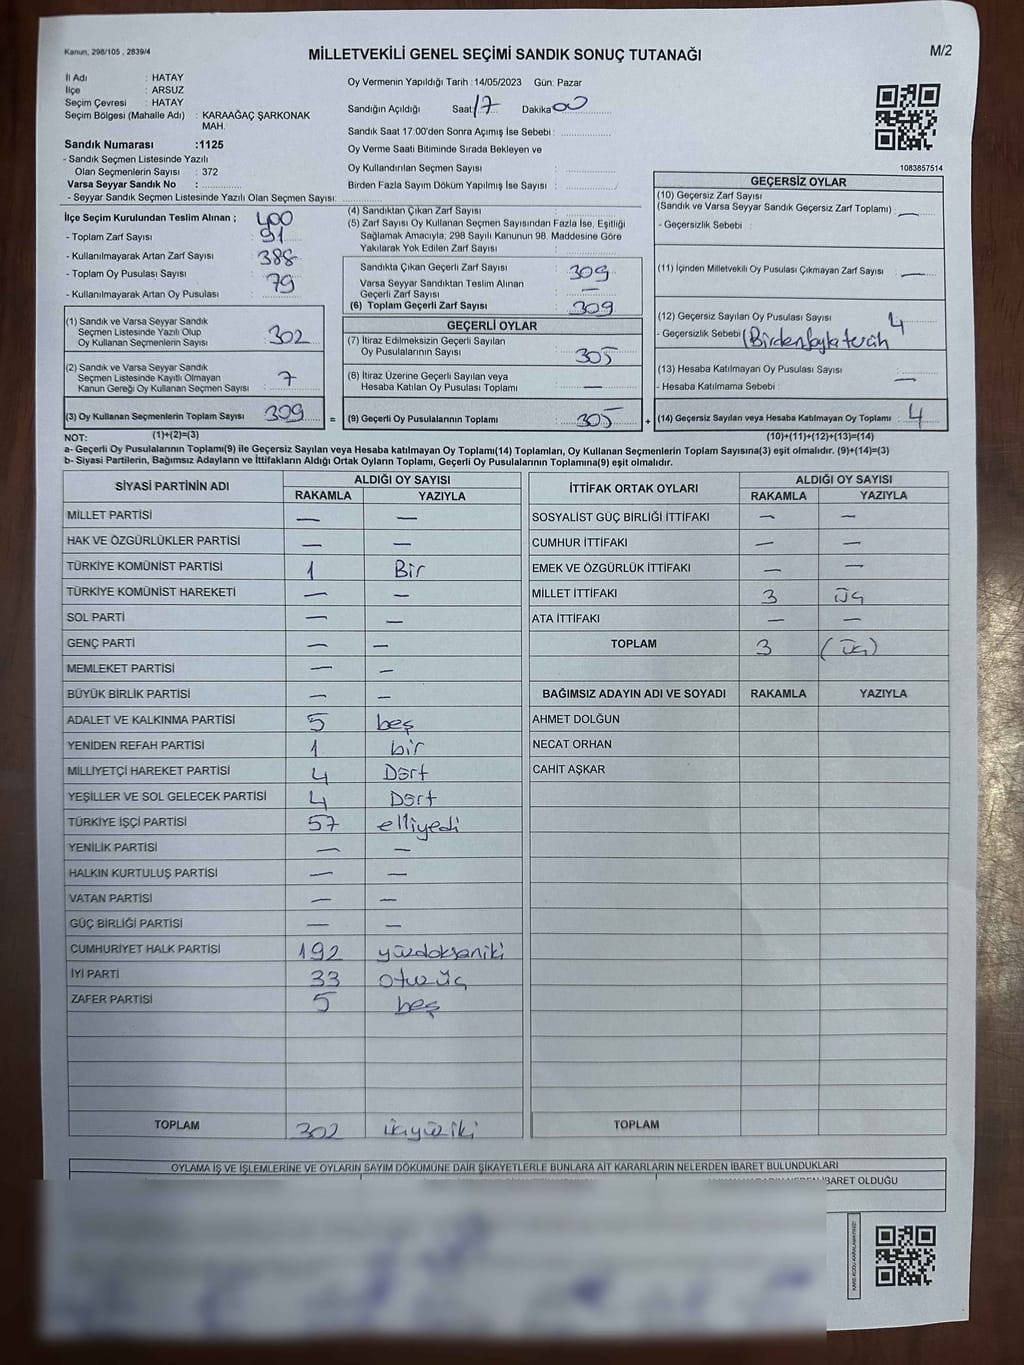 Kanun, 298/105 , 2839/4
MİLLETVEKİLİ GENEL SEÇİMİ SANDIK SONUÇ TUTANAĞI
M/2
İl Adı : HATAY
İlçe : ARSUZ
Seçim Çevresi : HATAY
Seçim Bölgesi (Mahalle Adı) : KARAAĞAÇ ŞARKONAK MAH.
Sandık Numarası :1125
- Sandık Seçmen Listesinde Yazılı
Olan Seçmenlerin Sayısı : 372
Varsa Seyyar Sandık No :
- Seyyar Sandık Seçmen Listesinde Yazılı Olan Seçmen Sayısı:
Oy Vermenin Yapıldığı Tarih :14/05/2023 Gün: Pazar
Sandığın Açıldığı Saat 17 Dakika 00
Sandık Saat 17:00'den Sonra Açımış İse Sebebi :
Oy Verme Saati Bitiminde Sırada Bekleyen ve
Oy Kullandırılan Seçmen Sayısı :
Birden Fazla Sayım Döküm Yapılmış İse Sayısı :
1083857514
İlçe Seçim Kurulundan Teslim Alınan ;
- Toplam Zarf Sayısı : 400
- Kullanılmayarak Artan Zarf Sayısı : 91
- Toplam Oy Pusulası Sayısı : 388
- Kullanılmayarak Artan Oy Pusulası : 79
(1) Sandık ve Varsa Seyyar Sandık
Seçmen Listesinde Yazılı Olup
Oy Kullanan Seçmenlerin Sayısı : 302
(2) Sandık ve Varsa Seyyar Sandık
Seçmen Listesinde Kayıtlı Olmayan
Kanun Gereği Oy Kullanan Seçmen Sayısı : 7
(3) Oy Kullanan Seçmenlerin Toplam Sayısı : 309 =
(1)+(2)=(3)
(4) Sandıktan Çıkan Zarf Sayısı :
(5) Zarf Sayısı Oy Kullanan Seçmen Sayısından Fazla İse, Eşitliği
Sağlamak Amacıyla; 298 Sayılı Kanunun 98. Maddesine Göre
Yakılarak Yok Edilen Zarf Sayısı :
Sandıkta Çıkan Geçerli Zarf Sayısı : 309
Varsa Seyyar Sandıktan Teslim Alınan
Geçerli Zarf Sayısı : —
(6) Toplam Geçerli Zarf Sayısı : 309
GEÇERLİ OYLAR
(7) İtiraz Edilmeksizin Geçerli Sayılan
Oy Pusulalarının Sayısı : 305
(8) İtiraz Üzerine Geçerli Sayılan veya
Hesaba Katılan Oy Pusulası Toplamı : —
(9) Geçerli Oy Pusulalarının Toplamı : 305 +
GEÇERSİZ OYLAR
(10) Geçersiz Zarf Sayısı
(Sandık ve Varsa Seyyar Sandık Geçersiz Zarf Toplamı) : —
- Geçersizlik Sebebi :
(11) İçinden Milletvekili Oy Pusulası Çıkmayan Zarf Sayısı : —
(12) Geçersiz Sayılan Oy Pusulası Sayısı : 4
- Geçersizlik Sebebi : (Birden fazla tercih
(13) Hesaba Katılmayan Oy Pusulası Sayısı : —
- Hesaba Katılmama Sebebi :
(14) Geçersiz Sayılan veya Hesaba Katılmayan Oy Toplamı : 4
(10)+(11)+(12)+(13)=(14)
NOT:
a- Geçerli Oy Pusulalarının Toplamı(9) ile Geçersiz Sayılan veya Hesaba katılmayan Oy Toplamı(14) Toplamları, Oy Kullanan Seçmenlerin Toplam Sayısına(3) eşit olmalıdır. (9)+(14)=(3)
b- Siyasi Partilerin, Bağımsız Adayların ve İttifakların Aldığı Ortak Oyların Toplamı, Geçerli Oy Pusulalarının Toplamına(9) eşit olmalıdır.
SİYASİ PARTİNİN ADI ALDIĞI OY SAYISI
RAKAMLA YAZIYLA
MİLLET PARTİSİ — —
HAK VE ÖZGÜRLÜKLER PARTİSİ — —
TÜRKİYE KOMÜNİST PARTİSİ 1 Bir
TÜRKİYE KOMÜNİST HAREKETİ — —
SOL PARTİ — —
GENÇ PARTİ — —
MEMLEKET PARTİSİ — —
BÜYÜK BİRLİK PARTİSİ — —
ADALET VE KALKINMA PARTİSİ 5 beş
YENİDEN REFAH PARTİSİ 1 bir
MİLLİYETÇİ HAREKET PARTİSİ 4 Dört
YEŞİLLER VE SOL GELECEK PARTİSİ 4 Dört
TÜRKİYE İŞÇİ PARTİSİ 57 elliyedi
YENİLİK PARTİSİ — —
HALKIN KURTULUŞ PARTİSİ — —
VATAN PARTİSİ — —
GÜÇ BİRLİĞİ PARTİSİ — —
CUMHURİYET HALK PARTİSİ 192 yüzdoksaniki
İYİ PARTİ 33 otuzüç
ZAFER PARTİSİ 5 beş
TOPLAM 302 üçyüziki
İTTİFAK ORTAK OYLARI ALDIĞI OY SAYISI
RAKAMLA YAZIYLA
SOSYALİST GÜÇ BİRLİĞİ İTTİFAKI — —
CUMHUR İTTİFAKI — —
EMEK VE ÖZGÜRLÜK İTTİFAKI — —
MİLLET İTTİFAKI 3 üç
ATA İTTİFAKI — —
TOPLAM 3 (üç)
BAĞIMSIZ ADAYIN ADI VE SOYADI RAKAMLA YAZIYLA
AHMET DOLĞUN
NECAT ORHAN
CAHİT AŞKAR
TOPLAM
OYLAMA İŞ VE İŞLEMLERİNE VE OYLARIN SAYIM DÖKÜMÜNE DAİR ŞİKAYETLERLE BUNLARA AİT KARARLARIN NELERDEN İBARET BULUNDUKLARI
İBARET OLDUĞU